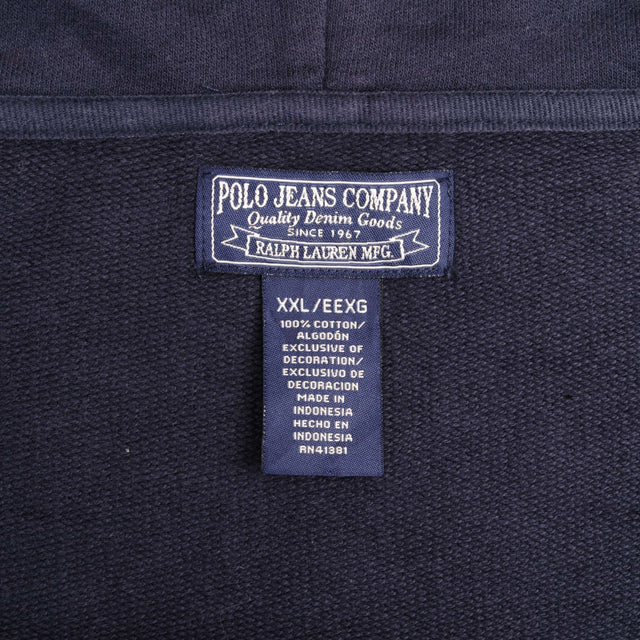 POLO JEANS COMPANY
Quality Denim Goods
SINCE 1967
RALPH LAUREN MFG.
XXL/EEXG
100% COTTON/
ALGODÓN
EXCLUSIVE OF
DECORATION/
EXCLUSIVO DE
DECORACION
MADE IN
INDONESIA
HECHO EN
INDONESIA
RN41381